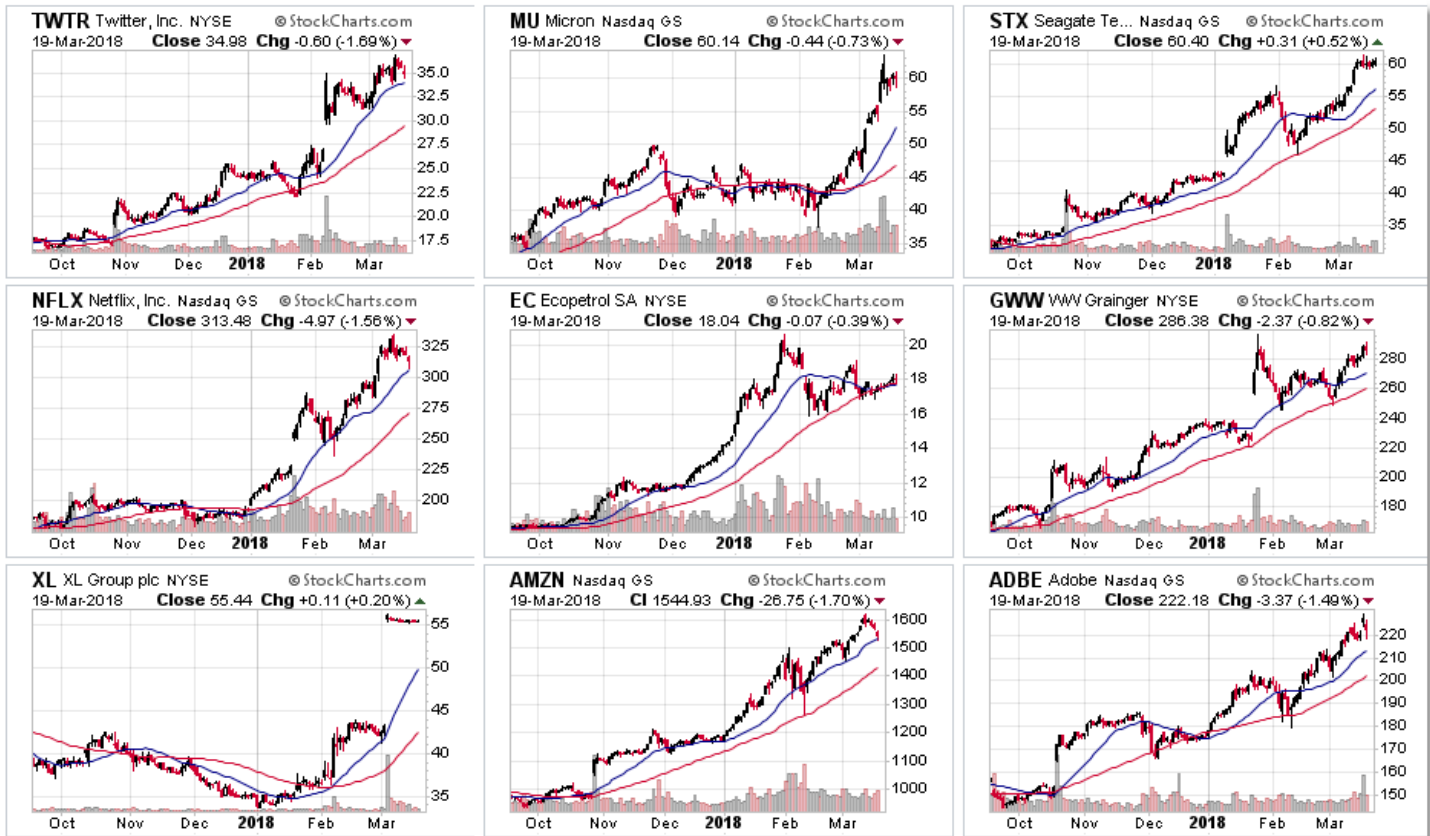 TWTR Twitter, Inc. NYSE © StockCharts.com
19-Mar-2018 Close 34.98 Chg -0.60 (-1.69%)
35.0
32.5
30.0
27.5
25.0
22.5
20.0
17.5
Oct Nov Dec 2018 Feb Mar
MU Micron Nasdaq GS © StockCharts.com
19-Mar-2018 Close 60.14 Chg -0.44 (-0.73%)
60
55
50
45
40
35
Oct Nov Dec 2018 Feb Mar
STX Seagate Te... Nasdaq GS © StockCharts.com
19-Mar-2018 Close 60.40 Chg +0.31 (+0.52%)
60
55
50
45
40
35
Oct Nov Dec 2018 Feb Mar
NFLX Netflix, Inc. Nasdaq GS © StockCharts.com
19-Mar-2018 Close 313.48 Chg -4.97 (-1.56%)
325
300
275
250
225
200
Oct Nov Dec 2018 Feb Mar
EC Ecopetrol SA NYSE © StockCharts.com
19-Mar-2018 Close 18.04 Chg -0.07 (-0.39%)
20
18
16
14
12
10
Oct Nov Dec 2018 Feb Mar
GWW WW Grainger NYSE © StockCharts.com
19-Mar-2018 Close 286.38 Chg -2.37 (-0.82%)
280
260
240
220
200
180
Oct Nov Dec 2018 Feb Mar
XL XL Group plc NYSE © StockCharts.com
19-Mar-2018 Close 55.44 Chg +0.11 (+0.20%)
55
50
45
40
35
Oct Nov Dec 2018 Feb Mar
AMZN Nasdaq GS © StockCharts.com
19-Mar-2018 Cl 1544.93 Chg -26.75 (-1.70%)
1600
1500
1400
1300
1200
1100
1000
Oct Nov Dec 2018 Feb Mar
ADBE Adobe Nasdaq GS © StockCharts.com
19-Mar-2018 Close 222.18 Chg -3.37 (-1.49%)
220
210
200
190
180
170
160
150
Oct Nov Dec 2018 Feb Mar